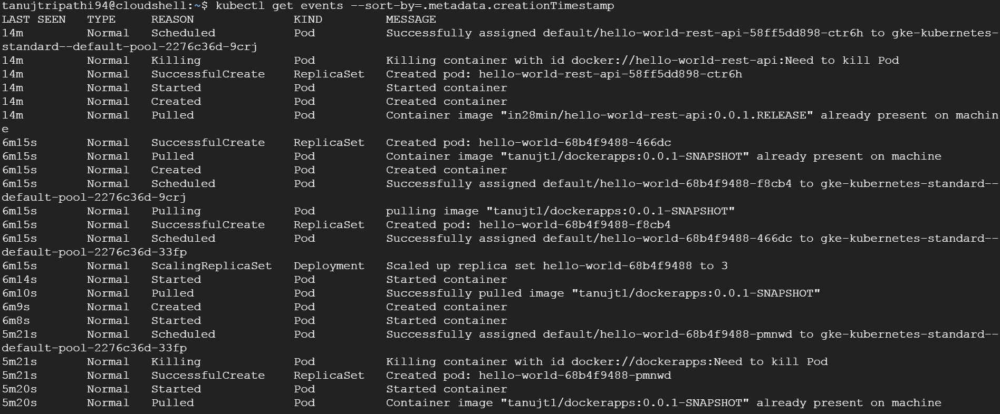 tanujtripathi94@cloudshell:~$ kubectl get events --sort-by=.metadata.creationTimestamp
LAST SEEN   TYPE     REASON              KIND         MESSAGE
14m         Normal   Scheduled           Pod          Successfully assigned default/hello-world-rest-api-58ff5dd898-ctr6h to gke-kubernetes-
standard--default-pool-2276c36d-9crj
14m         Normal   Killing             Pod          Killing container with id docker://hello-world-rest-api:Need to kill Pod
14m         Normal   SuccessfulCreate    ReplicaSet   Created pod: hello-world-rest-api-58ff5dd898-ctr6h
14m         Normal   Started             Pod          Started container
14m         Normal   Created             Pod          Created container
14m         Normal   Pulled              Pod          Container image "in28min/hello-world-rest-api:0.0.1.RELEASE" already present on machin
e
6m15s       Normal   SuccessfulCreate    ReplicaSet   Created pod: hello-world-68b4f9488-466dc
6m15s       Normal   Pulled              Pod          Container image "tanujt1/dockerapps:0.0.1-SNAPSHOT" already present on machine
6m15s       Normal   Created             Pod          Created container
6m15s       Normal   Scheduled           Pod          Successfully assigned default/hello-world-68b4f9488-f8cb4 to gke-kubernetes-standard--
default-pool-2276c36d-9crj
6m15s       Normal   Pulling             Pod          pulling image "tanujt1/dockerapps:0.0.1-SNAPSHOT"
6m15s       Normal   SuccessfulCreate    ReplicaSet   Created pod: hello-world-68b4f9488-f8cb4
6m15s       Normal   Scheduled           Pod          Successfully assigned default/hello-world-68b4f9488-466dc to gke-kubernetes-standard--
default-pool-2276c36d-33fp
6m15s       Normal   ScalingReplicaSet   Deployment   Scaled up replica set hello-world-68b4f9488 to 3
6m14s       Normal   Started             Pod          Started container
6m10s       Normal   Pulled              Pod          Successfully pulled image "tanujt1/dockerapps:0.0.1-SNAPSHOT"
6m9s        Normal   Created             Pod          Created container
6m8s        Normal   Started             Pod          Started container
5m21s       Normal   Scheduled           Pod          Successfully assigned default/hello-world-68b4f9488-pmnwd to gke-kubernetes-standard--
default-pool-2276c36d-33fp
5m21s       Normal   Killing             Pod          Killing container with id docker://dockerapps:Need to kill Pod
5m21s       Normal   SuccessfulCreate    ReplicaSet   Created pod: hello-world-68b4f9488-pmnwd
5m20s       Normal   Started             Pod          Started container
5m20s       Normal   Pulled              Pod          Container image "tanujt1/dockerapps:0.0.1-SNAPSHOT" already present on machine